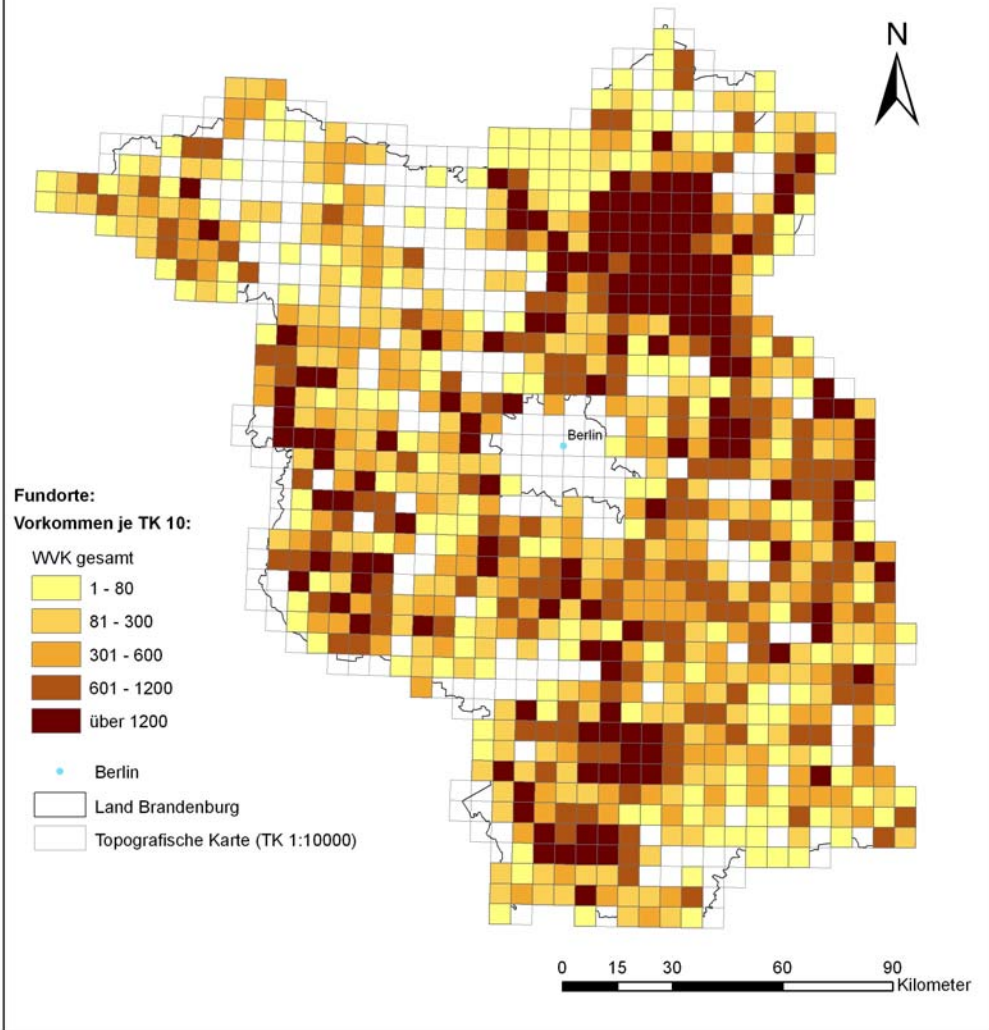 N
Berlin
Fundorte:
Vorkommen je TK 10:
WVK gesamt
1 - 80
81 - 300
301 - 600
601 - 1200
über 1200
Berlin
Land Brandenburg
Topografische Karte (TK 1:10000)
0 15 30 60 90
Kilometer